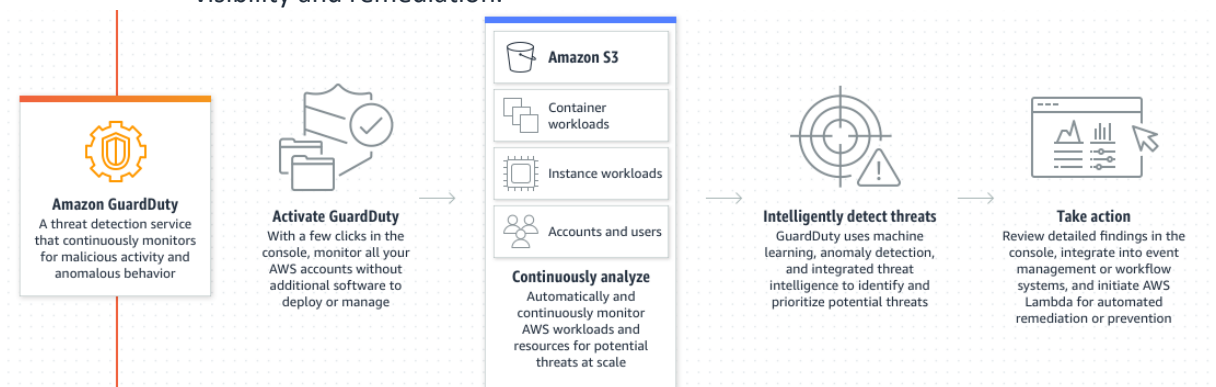 visibility and remediation.
Amazon GuardDuty
A threat detection service
that continuously monitors
for malicious activity and
anomalous behavior
Activate GuardDuty
With a few clicks in the
console, monitor all your
AWS accounts without
additional software to
deploy or manage
Amazon S3
Container
workloads
Instance workloads
Accounts and users
Continuously analyze
Automatically and
continuously monitor
AWS workloads and
resources for potential
threats at scale
Intelligently detect threats
GuardDuty uses machine
learning, anomaly detection,
and integrated threat
intelligence to identify and
prioritize potential threats
Take action
Review detailed findings in the
console, integrate into event
management or workflow
systems, and initiate AWS
Lambda for automated
remediation or prevention